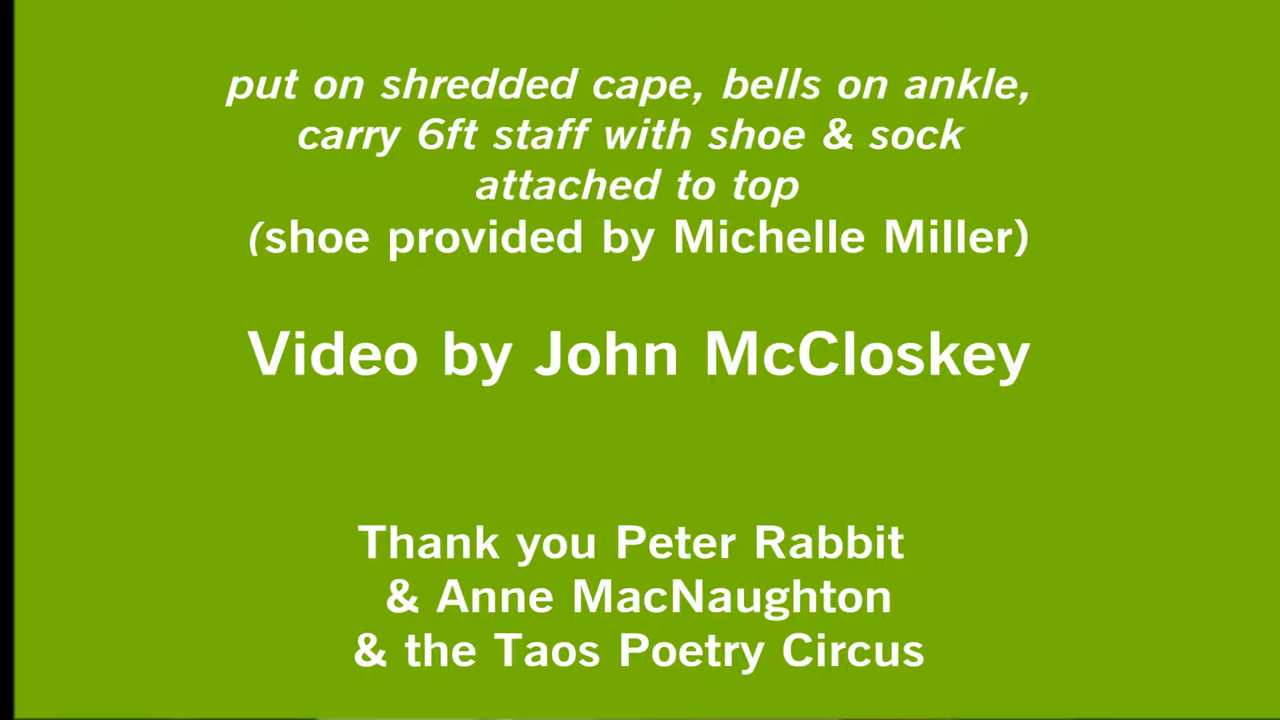 put on shredded cape, bells on ankle,
carry 6ft staff with shoe & sock
attached to top
(shoe provided by Michelle Miller)
Video by John McCloskey
Thank you Peter Rabbit
& Anne MacNaughton
& the Taos Poetry Circus